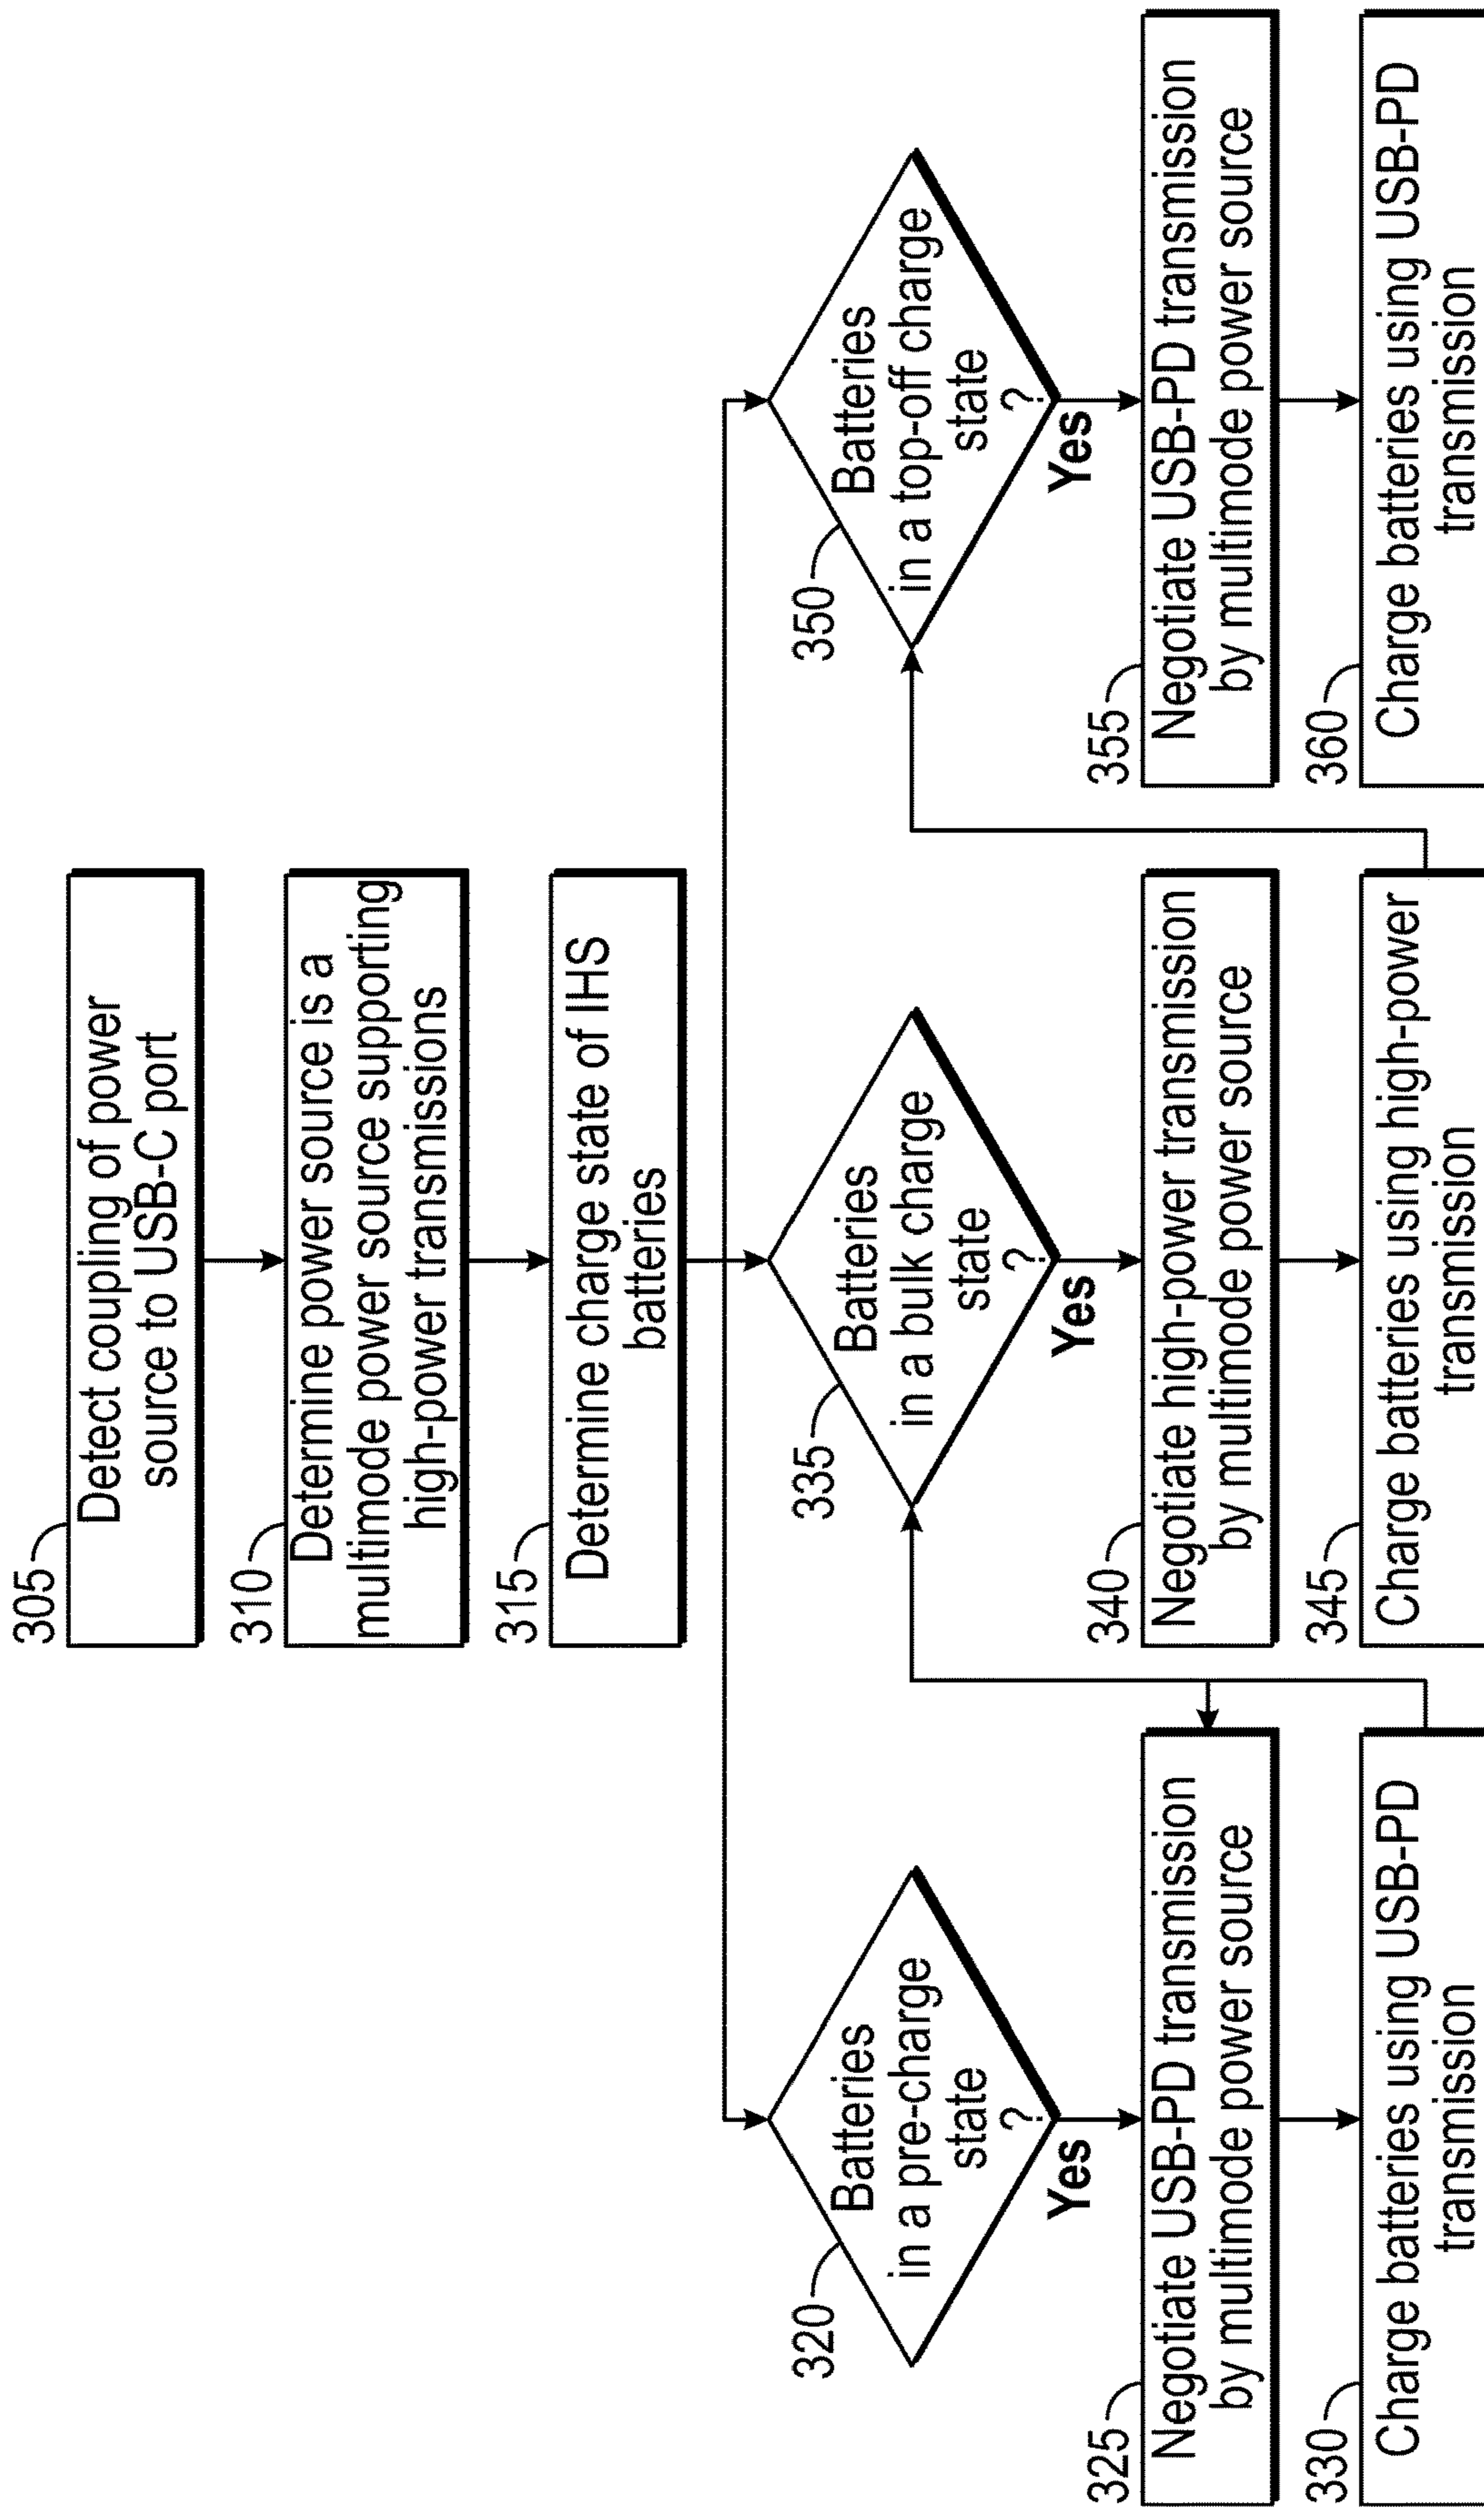 305
Detect coupling of power
source to USB-C port
310
Determine power source is a
multimode power source supporting
high-power transmissions
315
Determine charge state of IHS
batteries
320
Batteries
in a pre-charge
state
?
Yes
325
Negotiate USB-PD transmission
by multimode power source
330
Charge batteries using USB-PD
transmission
335
Batteries
in a bulk charge
state
?
Yes
340
Negotiate high-power transmission
by multimode power source
345
Charge batteries using high-power
transmission
350
Batteries
in a top-off charge
state
?
Yes
355
Negotiate USB-PD transmission
by multimode power source
360
Charge batteries using USB-PD
transmission